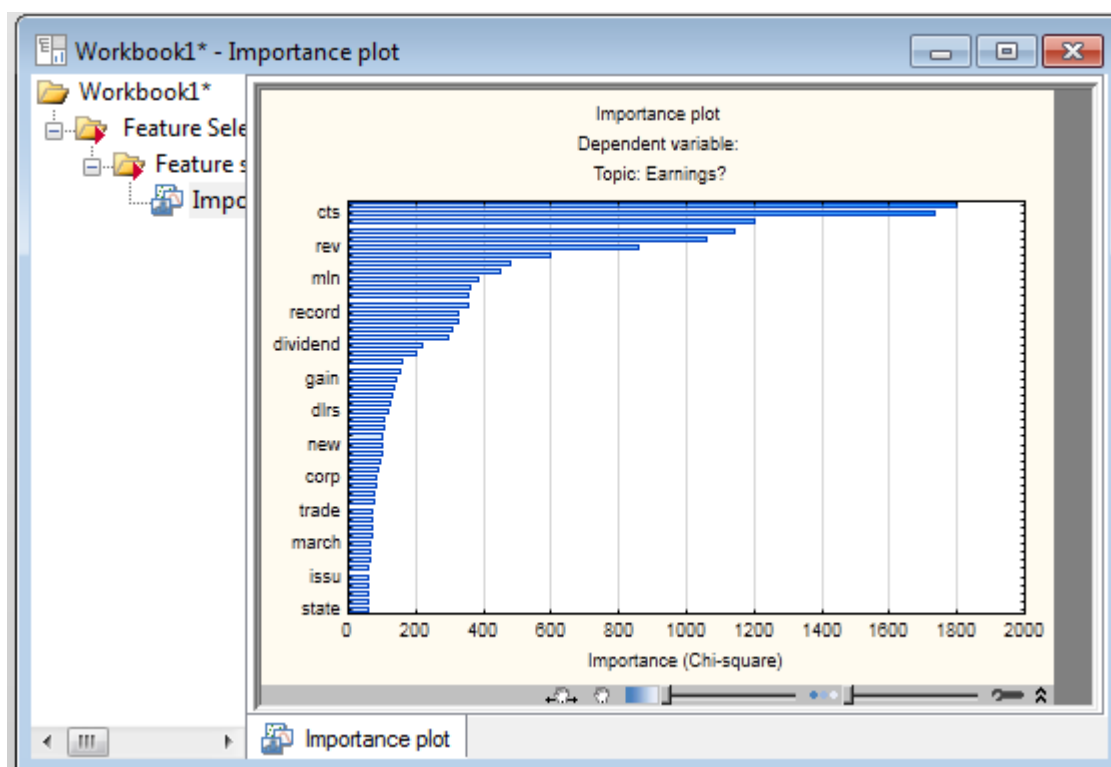 Workbook1* - Importance plot
Workbook1*
Feature Sele
Feature s
Impo
Importance plot
Dependent variable:
Topic: Earnings?
cts
rev
mln
record
dividend
gain
dlrs
new
corp
trade
march
issu
state
0 200 400 600 800 1000 1200 1400 1600 1800 2000
Importance (Chi-square)
Importance plot